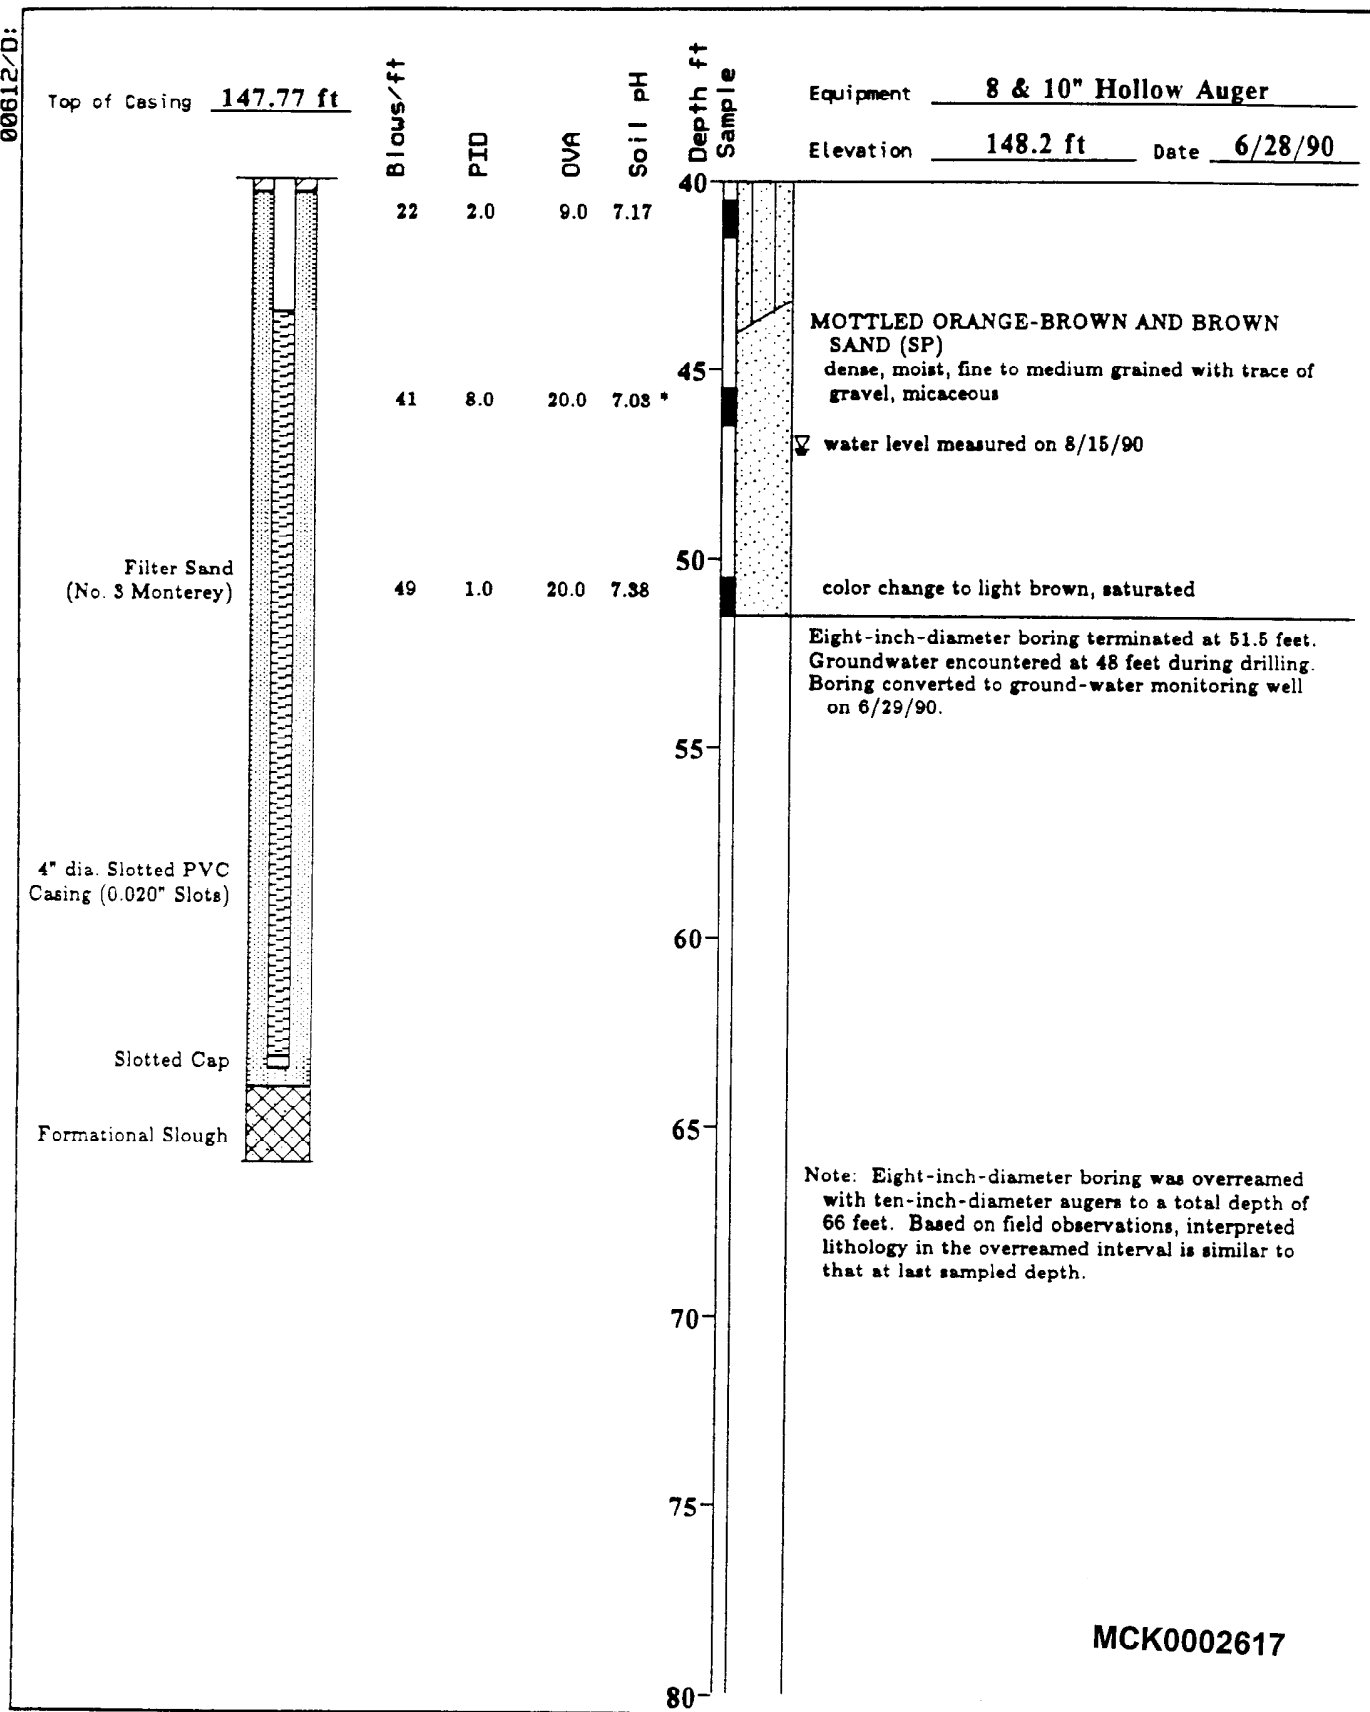 00612/D:
Top of Casing 147.77 ft
Blows/ft
PID
OVA
Soil pH
Depth ft
Sample
Equipment 8 & 10" Hollow Auger
Elevation 148.2 ft Date 6/28/90
40
22 2.0 9.0 7.17
MOTTLED ORANGE-BROWN AND BROWN
SAND (SP)
45
dense, moist, fine to medium grained with trace of
gravel, micaceous
41 8.0 20.0 7.03 *
water level measured on 8/15/90
50
Filter Sand
(No. 3 Monterey)
49 1.0 20.0 7.38
color change to light brown, saturated
Eight-inch-diameter boring terminated at 51.5 feet.
Groundwater encountered at 48 feet during drilling.
Boring converted to ground-water monitoring well
on 6/29/90.
55
4" dia. Slotted PVC
Casing (0.020" Slots)
60
Slotted Cap
65
Formational Slough
Note: Eight-inch-diameter boring was overreamed
with ten-inch-diameter augers to a total depth of
66 feet. Based on field observations, interpreted
lithology in the overreamed interval is similar to
that at last sampled depth.
70
75
MCK0002617
80